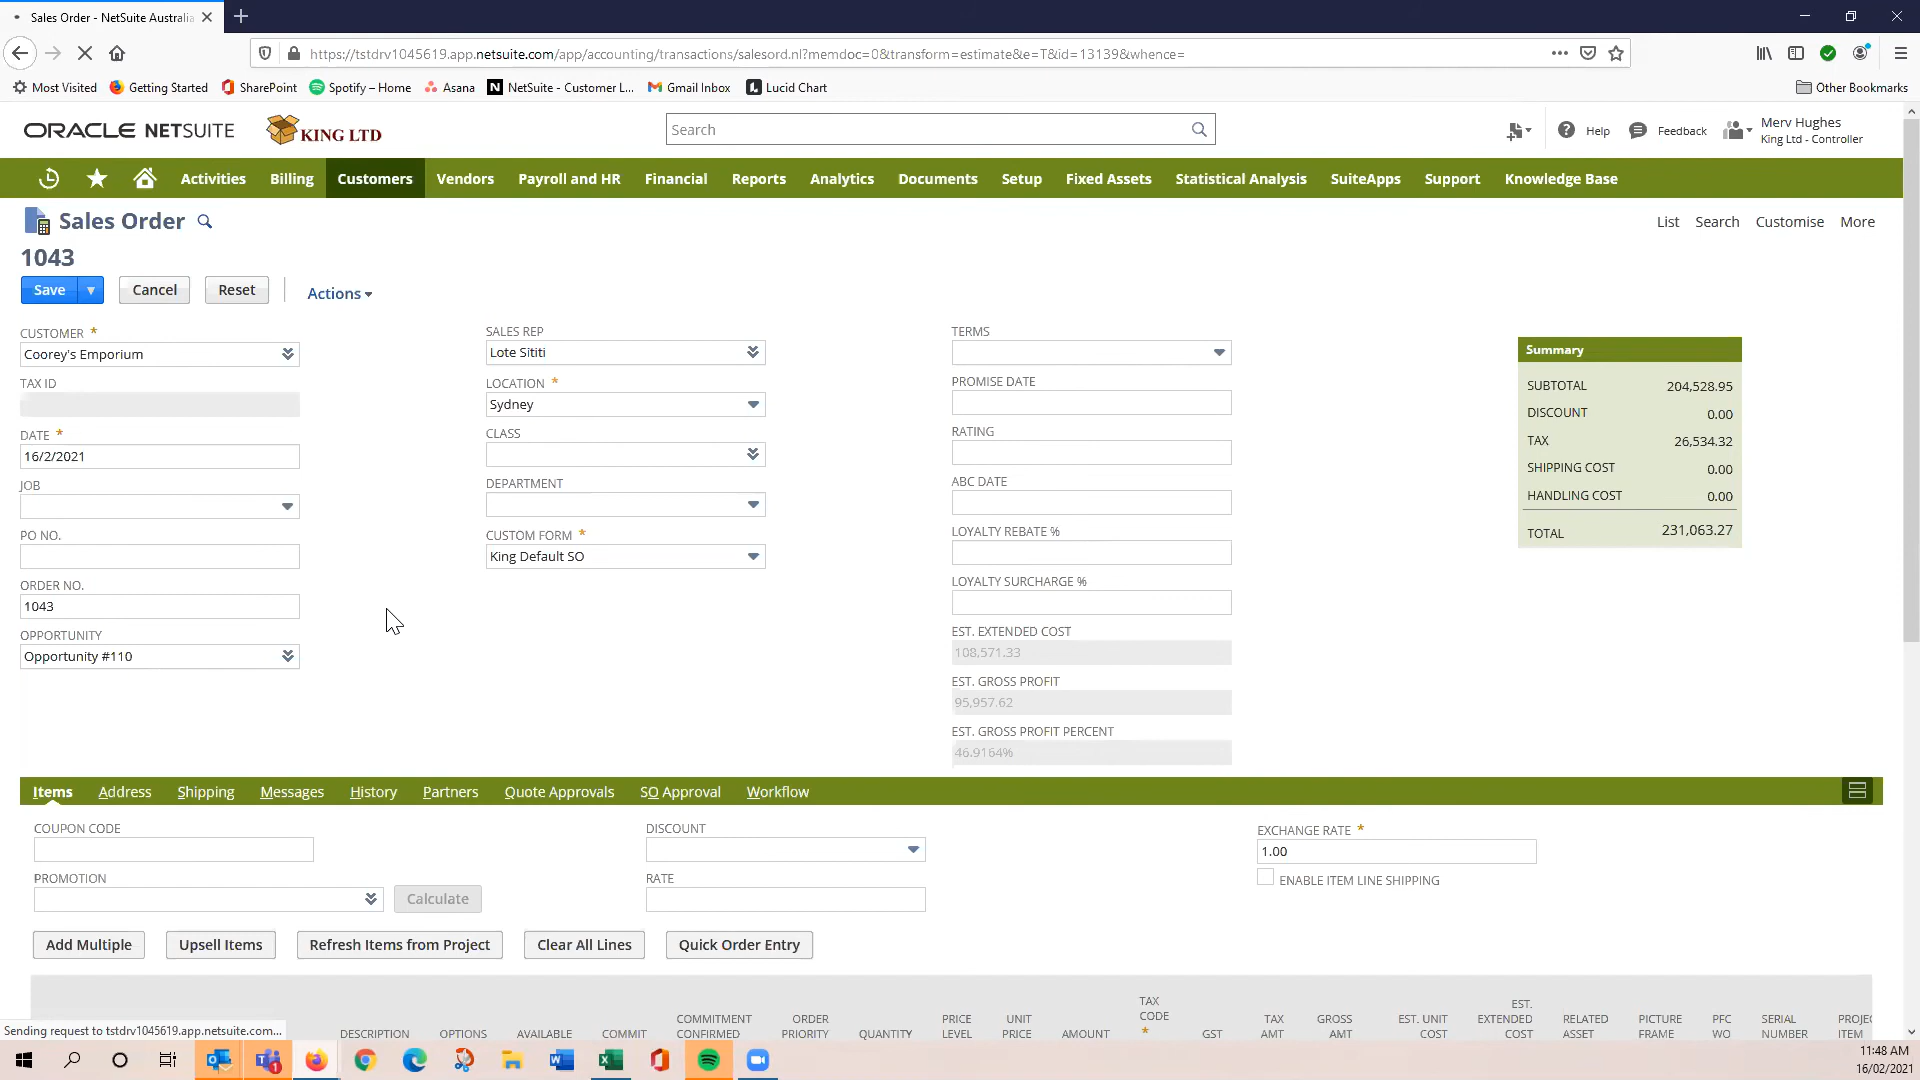 Sales Order - NetSuite Australia
https://tstdrv1045619.app.netsuite.com/app/accounting/transactions/salesord.nl?memdoc=0&transform=estimate&e=T&id=13139&whence=
Most Visited Getting Started SharePoint Spotify – Home Asana NetSuite - Customer L... Gmail Inbox Lucid Chart Other Bookmarks
ORACLE NETSUITE KING LTD Search Help Feedback Merv Hughes
King Ltd - Controller
Activities Billing Customers Vendors Payroll and HR Financial Reports Analytics Documents Setup Fixed Assets Statistical Analysis SuiteApps Support Knowledge Base
Sales Order List Search Customise More
1043
Save Cancel Reset Actions
CUSTOMER *
Coorey's Emporium
TAX ID
DATE *
16/2/2021
JOB
PO NO.
ORDER NO.
1043
OPPORTUNITY
Opportunity #110
SALES REP
Lote Sititi
LOCATION *
Sydney
CLASS
DEPARTMENT
CUSTOM FORM *
King Default SO
TERMS
PROMISE DATE
RATING
ABC DATE
LOYALTY REBATE %
LOYALTY SURCHARGE %
EST. EXTENDED COST
108,571.33
EST. GROSS PROFIT
95,957.62
EST. GROSS PROFIT PERCENT
46.9164%
Summary
SUBTOTAL 204,528.95
DISCOUNT 0.00
TAX 26,534.32
SHIPPING COST 0.00
HANDLING COST 0.00
TOTAL 231,063.27
Items Address Shipping Messages History Partners Quote Approvals SO Approval Workflow
COUPON CODE
PROMOTION
Calculate
DISCOUNT
RATE
EXCHANGE RATE *
1.00
ENABLE ITEM LINE SHIPPING
Add Multiple Upsell Items Refresh Items from Project Clear All Lines Quick Order Entry
DESCRIPTION OPTIONS AVAILABLE COMMIT COMMITMENT CONFIRMED ORDER PRIORITY QUANTITY PRICE LEVEL UNIT PRICE AMOUNT TAX CODE * GST TAX AMT GROSS AMT EST. UNIT COST EST. EXTENDED COST RELATED ASSET PICTURE FRAME PFC WO SERIAL NUMBER PROJEC ITEM
Sending request to tstdrv1045619.app.netsuite.com...
1
11:48 AM
16/02/2021